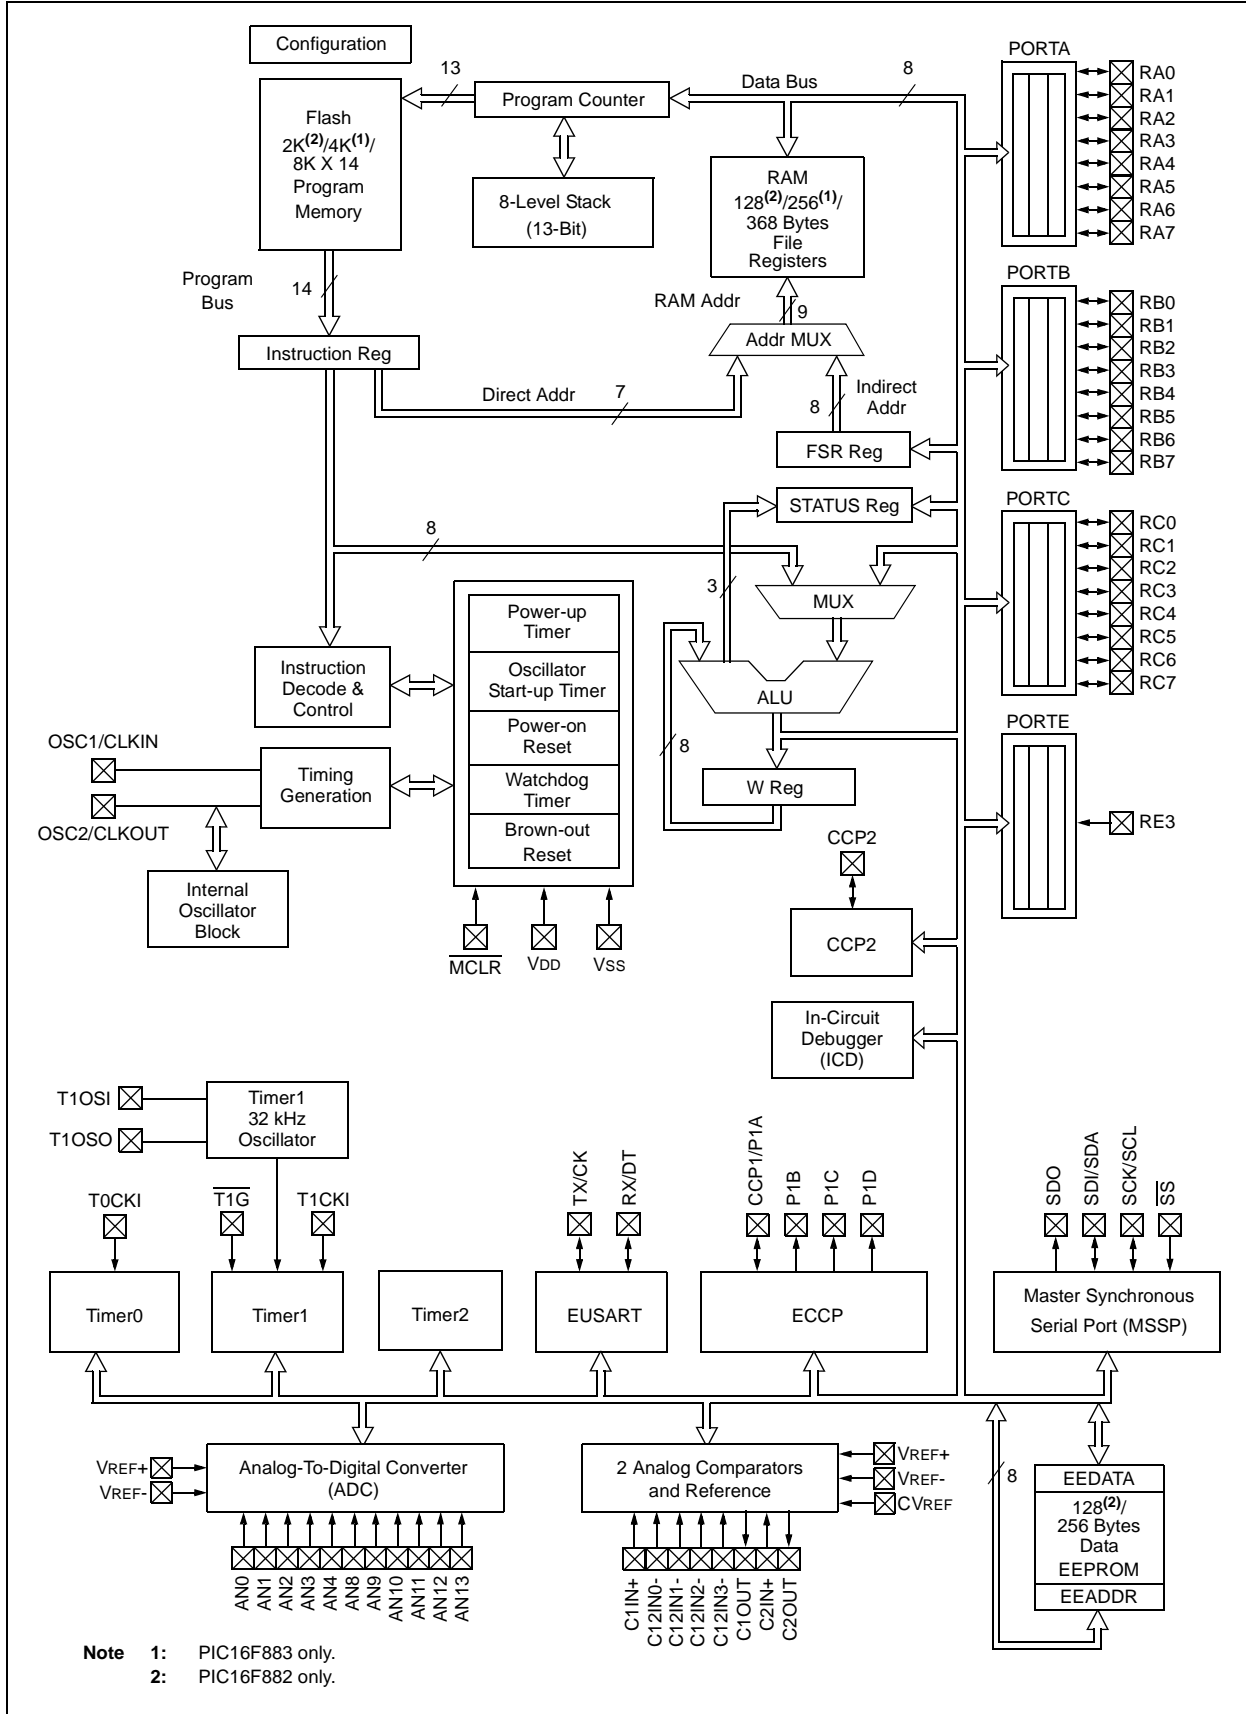 Configuration
13
Data Bus
8
PORTA
Program Counter
Flash
2K(2)/4K(1)/
8K X 14
Program
Memory
8-Level Stack
(13-Bit)
RAM
128(2)/256(1)/
368 Bytes
File
Registers
RA0
RA1
RA2
RA3
RA4
RA5
RA6
RA7
Program
Bus
14
RAM Addr
9
PORTB
Addr MUX
Instruction Reg
Direct Addr
7
8
Indirect
Addr
FSR Reg
RB0
RB1
RB2
RB3
RB4
RB5
RB6
RB7
STATUS Reg
PORTC
8
3
MUX
RC0
RC1
RC2
RC3
RC4
RC5
RC6
RC7
Power-up
Timer
Oscillator
Start-up Timer
Power-on
Reset
Watchdog
Timer
Brown-out
Reset
Instruction
Decode &
Control
ALU
8
W Reg
PORTE
RE3
OSC1/CLKIN
OSC2/CLKOUT
Timing
Generation
Internal
Oscillator
Block
MCLR
VDD
VSS
CCP2
CCP2
In-Circuit
Debugger
(ICD)
T1OSI
T1OSO
Timer1
32 kHz
Oscillator
T0CKI
T1G
T1CKI
TX/CK
RX/DT
CCP1/P1A
P1B
P1C
P1D
SDO
SDI/SDA
SCK/SCL
SS
Timer0
Timer1
Timer2
EUSART
ECCP
Master Synchronous
Serial Port (MSSP)
VREF+
VREF-
Analog-To-Digital Converter
(ADC)
2 Analog Comparators
and Reference
VREF+
VREF-
CVREF
8
EEDATA
128(2)/
256 Bytes
Data
EEPROM
EEADDR
AN0
AN1
AN2
AN3
AN4
AN8
AN9
AN10
AN11
AN12
AN13
C1IN+
C12IN0-
C12IN1-
C12IN2-
C12IN3-
C1OUT
C2IN+
C2OUT
Note 1: PIC16F883 only.
2: PIC16F882 only.